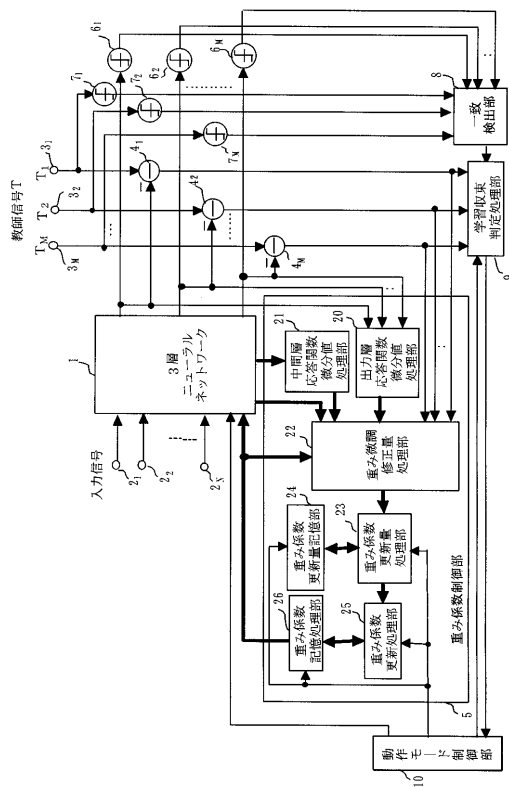 入力信号
2₁
2₂
2N
1
3層
ニューラル
ネットワーク
教師信号T
T₁
3₁
T₂
3₂
TM
3M
4₁
4₂
4M
7₁
7₂
7M
6₁
6₂
6M
8
一致
検出部
9
学習収束
判定処理部
21
中間層
応答関数
微分値
処理部
20
出力層
応答関数
微分値
処理部
22
重み微調
修正量
処理部
24
重み係数
更新量記憶部
23
重み係数
更新量
処理部
26
重み係数
記憶処理部
25
重み係数
更新処理部
重み係数制御部
5
10
動作モード制御部